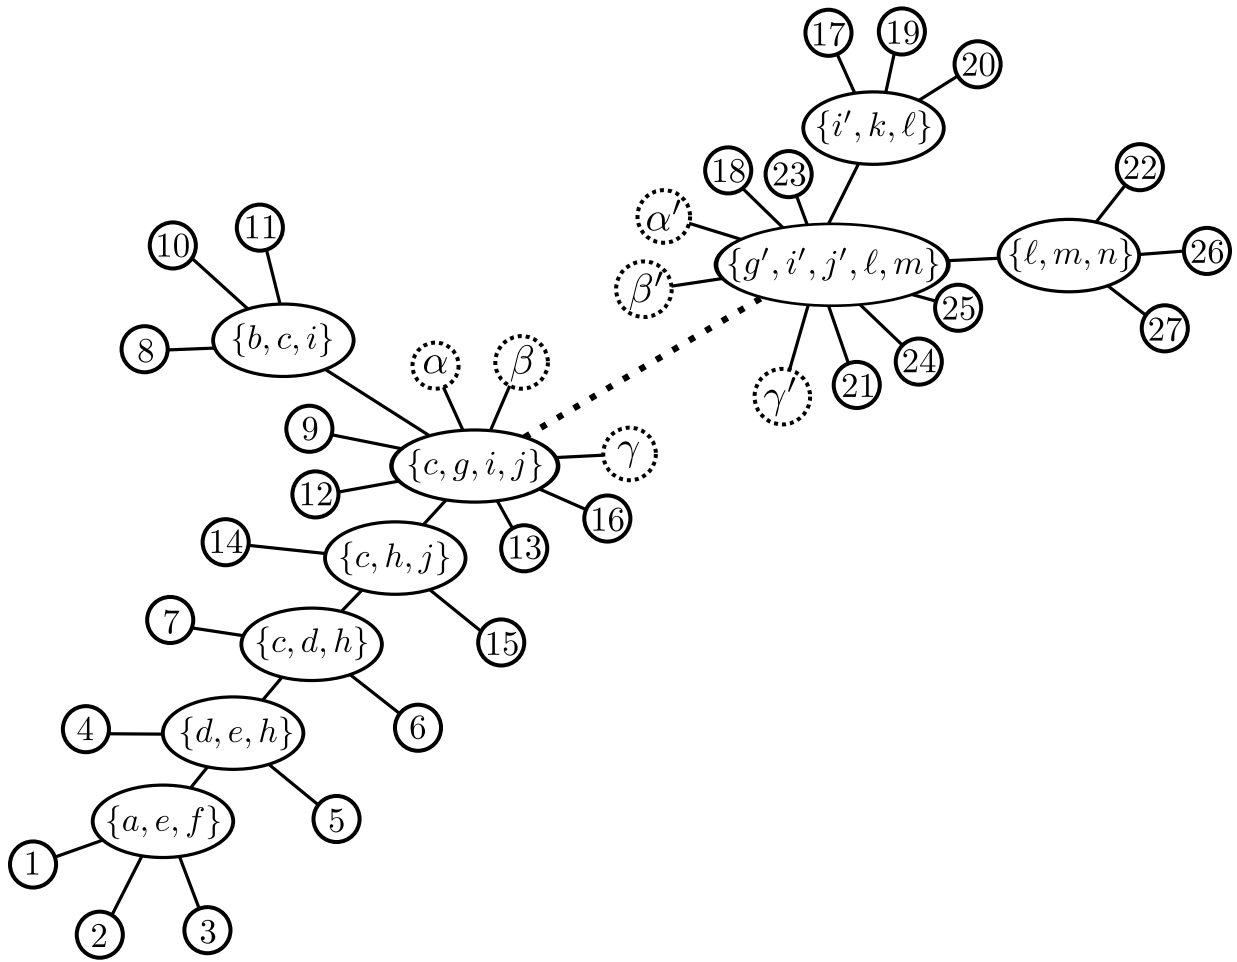 17
19
20
{i′, k, ℓ}
18
23
22
α′
{g′, i′, j′, ℓ, m}
{ℓ, m, n}
26
β′
25
27
γ′
21
24
10
11
8
{b, c, i}
α
β
9
{c, g, i, j}
γ
12
13
16
14
{c, h, j}
7
{c, d, h}
15
4
{d, e, h}
6
{a, e, f}
5
1
2
3